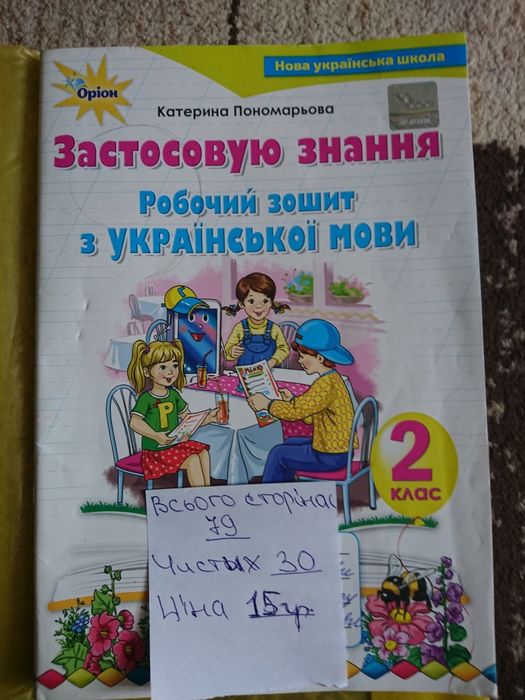 Нова українська школа
Оріон
Катерина Пономарьова
Застосовую знання
Робочий зошит
з української мови
2
клас
Всього сторінок
79
Чистых 30
Ціна 15гр.